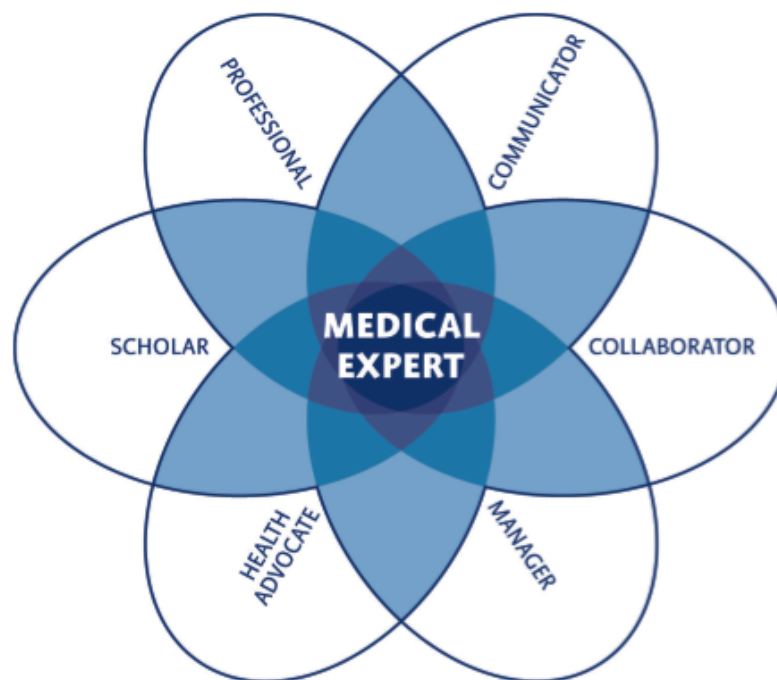 PROFESSIONAL
COMMUNICATOR
SCHOLAR
MEDICAL
EXPERT
COLLABORATOR
HEALTH
ADVOCATE
MANAGER